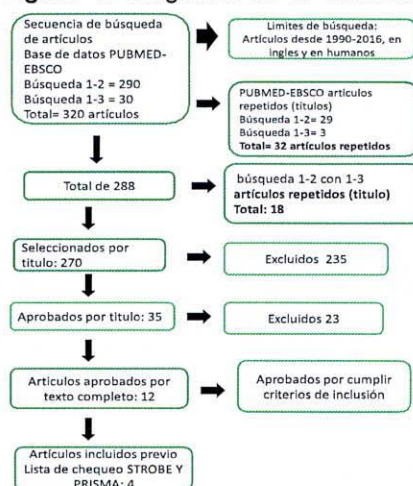 Secuencia de búsqueda
de artículos
Base de datos PUBMED-
EBSCO
Búsqueda 1-2 = 290
Búsqueda 1-3 = 30
Total= 320 artículos
Limites de búsqueda:
Artículos desde 1990-2016, en
ingles y en humanos
PUBMED-EBSCO articulos
repetidos (titulos)
Búsqueda 1-2= 29
Búsqueda 1-3= 3
Total= 32 artículos repetidos
Total de 288
búsqueda 1-2 con 1-3
artículos repetidos (titulo)
Total: 18
Seleccionados por
titulo: 270
Excluidos 235
Aprobados por titulo: 35
Excluidos 23
Articulos aprobados por
texto completo: 12
Aprobados por cumplir
criterios de inclusión
Artículos incluidos previo
Lista de chequeo STROBE Y
PRISMA: 4